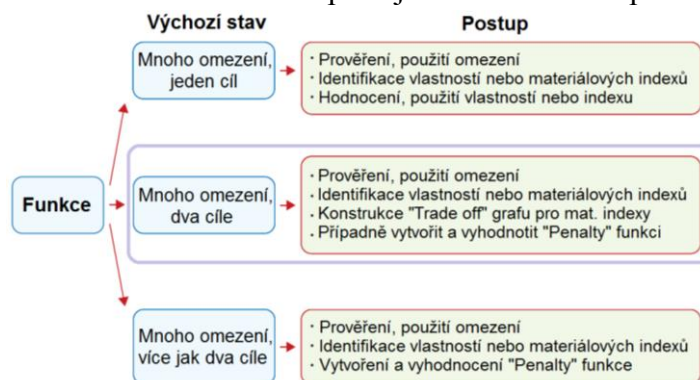 Výchozí stav
Postup
Mnoho omezení,
jeden cíl
· Prověření, použití omezení
· Identifikace vlastností nebo materiálových indexů
· Hodnocení, použití vlastností nebo indexu
Funkce
Mnoho omezení,
dva cíle
· Prověření, použití omezení
· Identifikace vlastností nebo materiálových indexů
· Konstrukce "Trade off" grafu pro mat. indexy
· Případně vytvořit a vyhodnotit "Penalty" funkci
Mnoho omezení,
více jak dva cíle
· Prověření, použití omezení
· Identifikace vlastností nebo materiálových indexů
· Vytvoření a vyhodnocení "Penalty" funkce